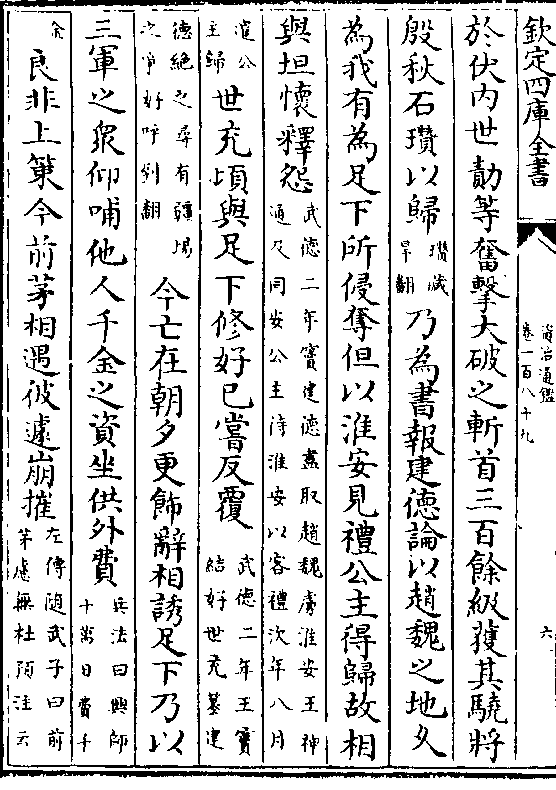 欽定四庫全書
資治通鑑
卷一百八十九
六
於伏内世勣等奮擊大破之斬首三百餘級獲其驍將
殷秋石瓚以歸瓚藏旱翻乃為書報建德論以趙魏之地久
為我有為足下所侵奪但以淮安見禮公主得歸故相
與坦懷釋怨武德二年竇建德盡取趙魏虜淮安王神通及同安公主待淮安以客禮次年八月
遣公主歸世充頃與足下修好已嘗反覆武德二年王竇結好世充篡建
德絶之尋有疆埸之爭好呼到翻今亡在朝夕更飾辭相誘足下乃以
三軍之衆仰哺他人千金之資坐供外費兵法曰興師十萬日費千
金良非上策今前茅相遇彼遽崩摧左傳隨武子曰前茅慮無杜預注云